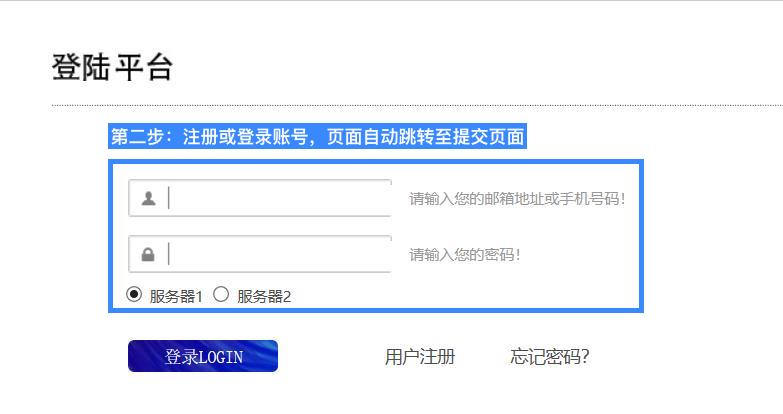 登陆平台
第二步：注册或登录账号，页面自动跳转至提交页面
请输入您的邮箱地址或手机号码！
请输入您的密码！
服务器1 服务器2
登录LOGIN 用户注册 忘记密码？